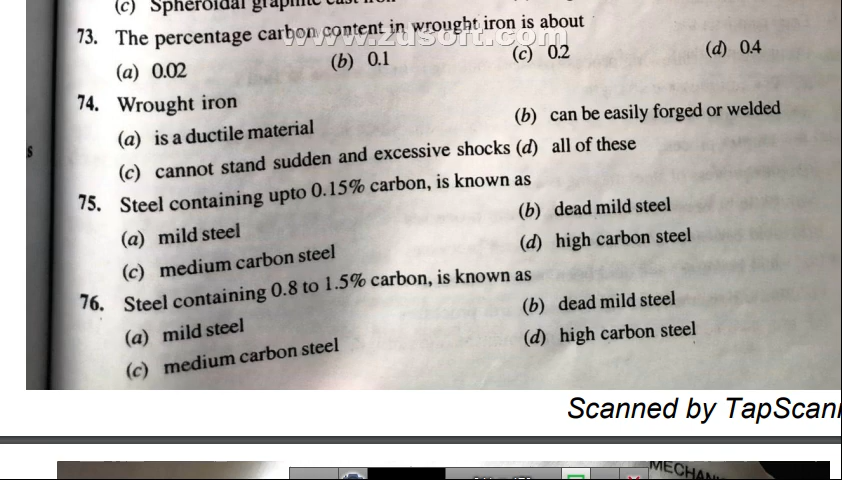 (c) Spheroidal graphite cast iron
73. The percentage carbon content in wrought iron is about
www.zdsoft.com
(a) 0.02 (b) 0.1 (c) 0.2 (d) 0.4
74. Wrought iron
(a) is a ductile material (b) can be easily forged or welded
(c) cannot stand sudden and excessive shocks (d) all of these
75. Steel containing upto 0.15% carbon, is known as
(a) mild steel (b) dead mild steel
(c) medium carbon steel (d) high carbon steel
76. Steel containing 0.8 to 1.5% carbon, is known as
(a) mild steel (b) dead mild steel
(c) medium carbon steel (d) high carbon steel
s
Scanned by TapScan